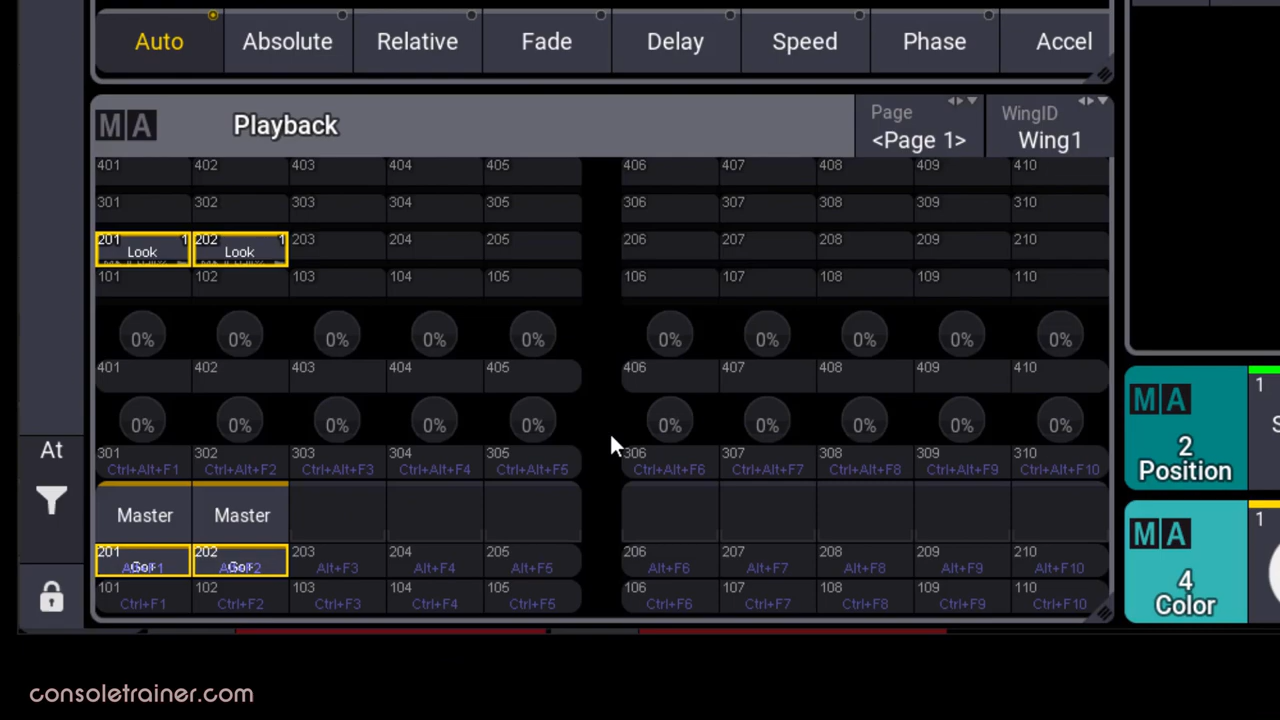 Auto Absolute Relative Fade Delay Speed Phase Accel
MA Playback Page <Page 1> WingID Wing1
401 402 403 404 405 406 407 408 409 410
301 302 303 304 305 306 307 308 309 310
201 1 202 1 203 204 205 206 207 208 209 210
Look Look
101 102 103 104 105 106 107 108 109 110
0% 0% 0% 0% 0% 0% 0% 0% 0% 0%
401 402 403 404 405 406 407 408 409 410
0% 0% 0% 0% 0% 0% 0% 0% 0% 0%
301 302 303 304 305 306 307 308 309 310
Ctrl+Alt+F1 Ctrl+Alt+F2 Ctrl+Alt+F3 Ctrl+Alt+F4 Ctrl+Alt+F5 Ctrl+Alt+F6 Ctrl+Alt+F7 Ctrl+Alt+F8 Ctrl+Alt+F9 Ctrl+Alt+F10
Master Master
201 202 203 204 205 206 207 208 209 210
Alt+F3 Alt+F4 Alt+F5 Alt+F6 Alt+F7 Alt+F8 Alt+F9 Alt+F10
101 102 103 104 105 106 107 108 109 110
Ctrl+F1 Ctrl+F2 Ctrl+F3 Ctrl+F4 Ctrl+F5 Ctrl+F6 Ctrl+F7 Ctrl+F8 Ctrl+F9 Ctrl+F10
At
MA 1
2
Position
MA 1
4
Color
consoletrainer.com